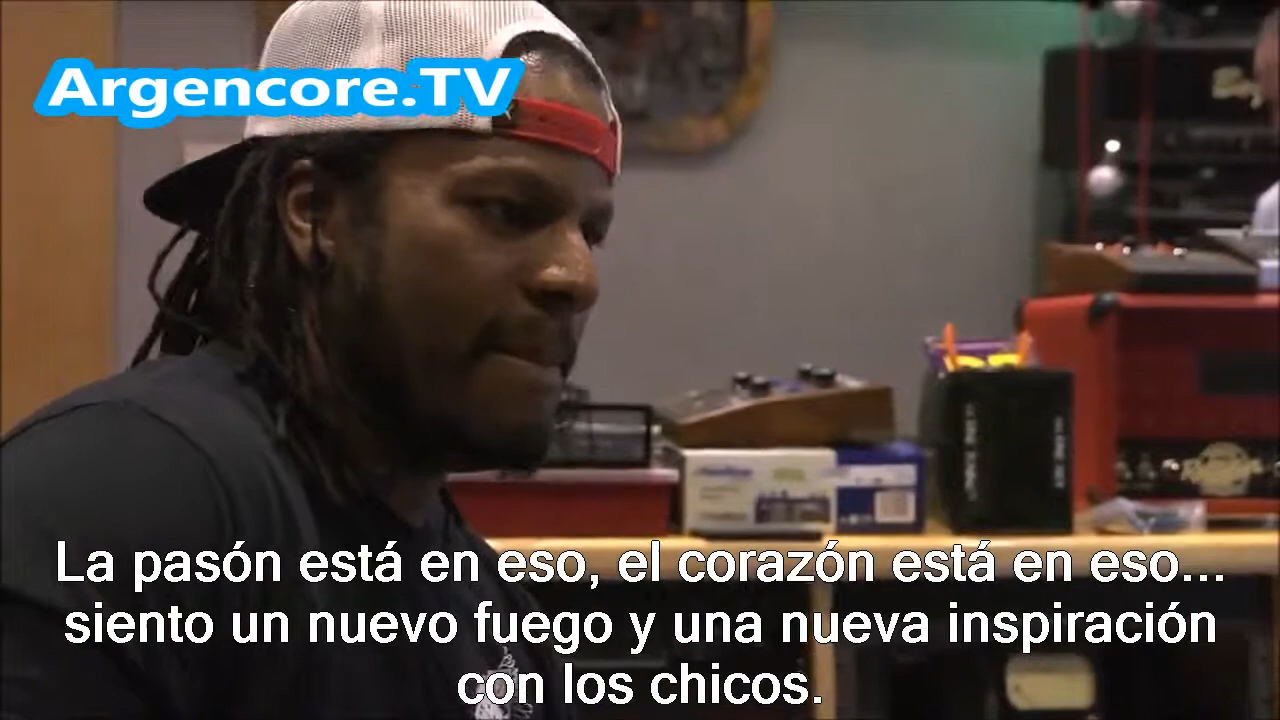 Argencore.TV
La pasón está en eso, el corazón está en eso...
siento un nuevo fuego y una nueva inspiración
con los chicos.